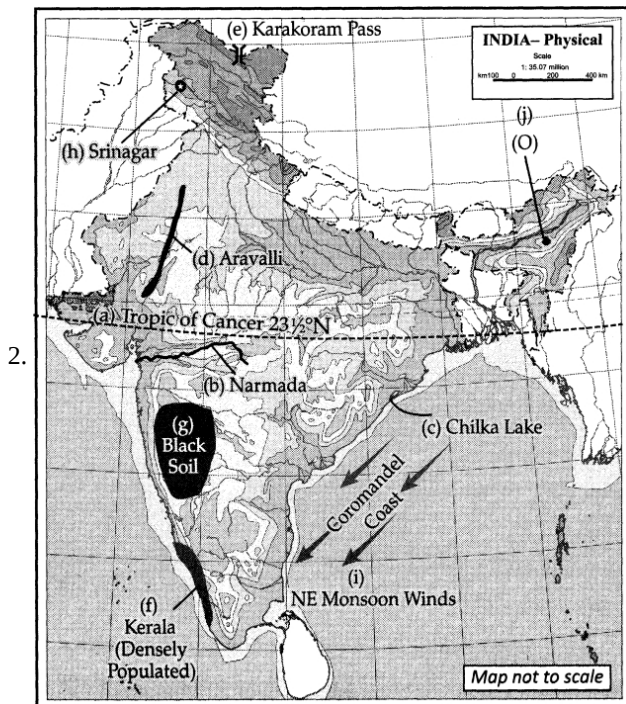 2.
(e) Karakoram Pass
INDIA– Physical
Scale
1: 35.07 million
km100 0 200 400 km
(h) Srinagar
(j)
(O)
(d) Aravalli
(a) Tropic of Cancer 23½°N
(b) Narmada
(g)
Black
Soil
(c) Chilka Lake
Coromandel
Coast
(i)
NE Monsoon Winds
(f)
Kerala
(Densely
Populated)
Map not to scale